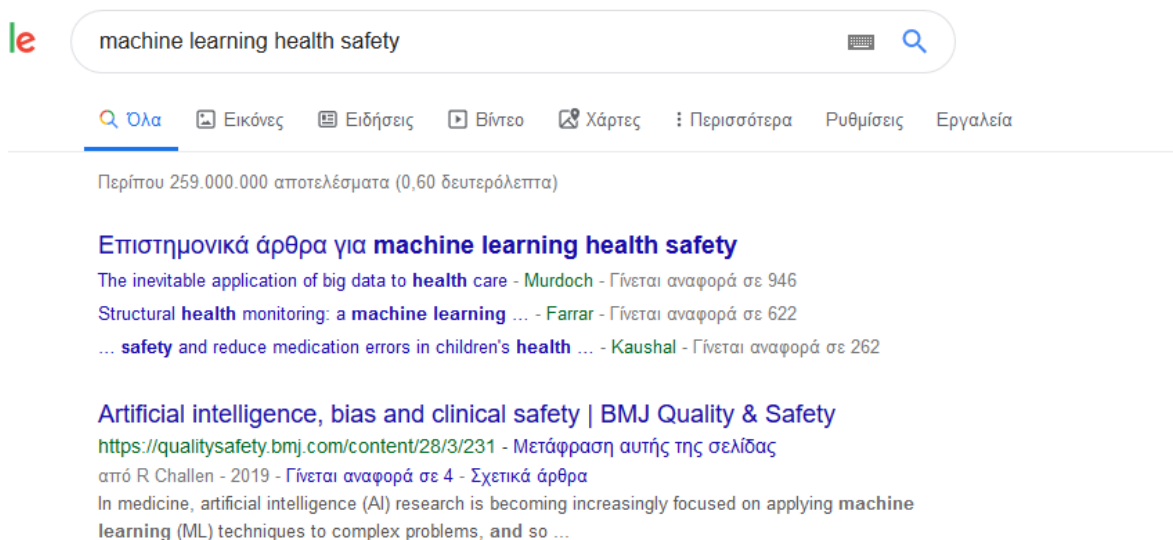 le
machine learning health safety
Όλα Εικόνες Ειδήσεις Βίντεο Χάρτες Περισσότερα Ρυθμίσεις Εργαλεία
Περίπου 259.000.000 αποτελέσματα (0,60 δευτερόλεπτα)
Επιστημονικά άρθρα για machine learning health safety
The inevitable application of big data to health care - Murdoch - Γίνεται αναφορά σε 946
Structural health monitoring: a machine learning ... - Farrar - Γίνεται αναφορά σε 622
... safety and reduce medication errors in children's health ... - Kaushal - Γίνεται αναφορά σε 262
Artificial intelligence, bias and clinical safety | BMJ Quality & Safety
https://qualitysafety.bmj.com/content/28/3/231 - Μετάφραση αυτής της σελίδας
από R Challen - 2019 - Γίνεται αναφορά σε 4 - Σχετικά άρθρα
In medicine, artificial intelligence (AI) research is becoming increasingly focused on applying machine
learning (ML) techniques to complex problems, and so ...